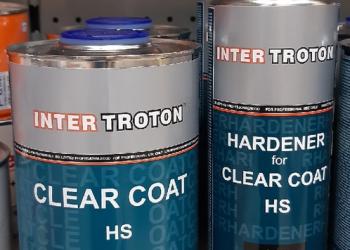 INTER TROTON
CLEAR COAT
HS
INTER TROTON
HARDENER
for
CLEAR COAT
HS